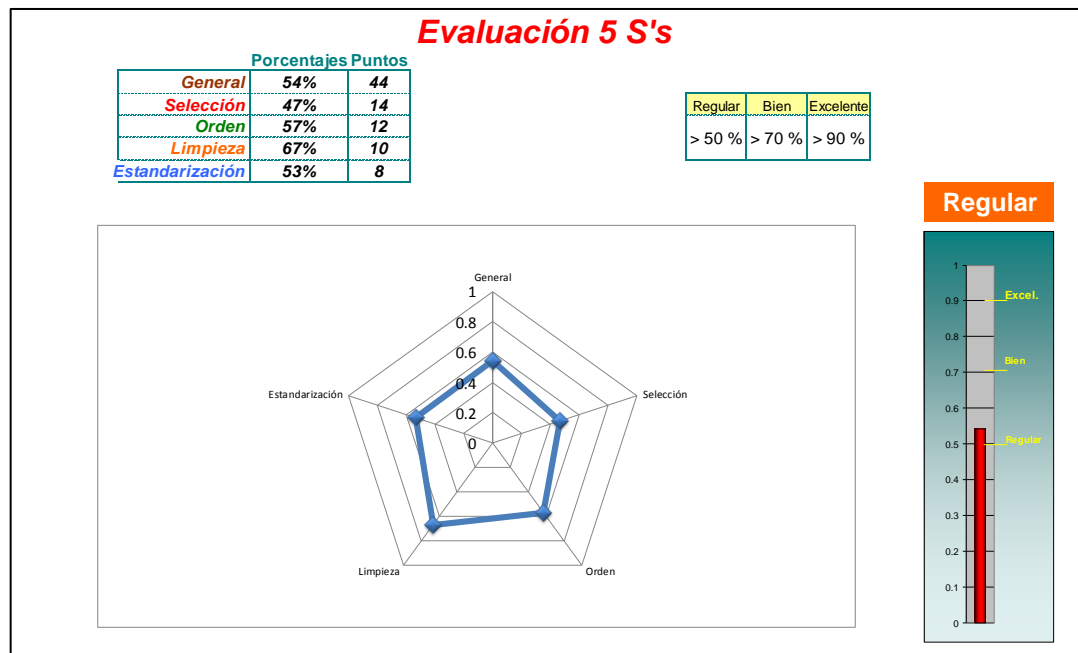 Evaluación 5 S's
Porcentajes Puntos
General 54% 44
Selección 47% 14
Orden 57% 12
Limpieza 67% 10
Estandarización 53% 8
Regular Bien Excelente
> 50 % > 70 % > 90 %
Regular
General
1
0.8
0.6
0.4
0.2
0
Estandarización
Selección
Limpieza
Orden
1
0.9
0.8
0.7
0.6
0.5
0.4
0.3
0.2
0.1
0
Excel.
Bien
Regular